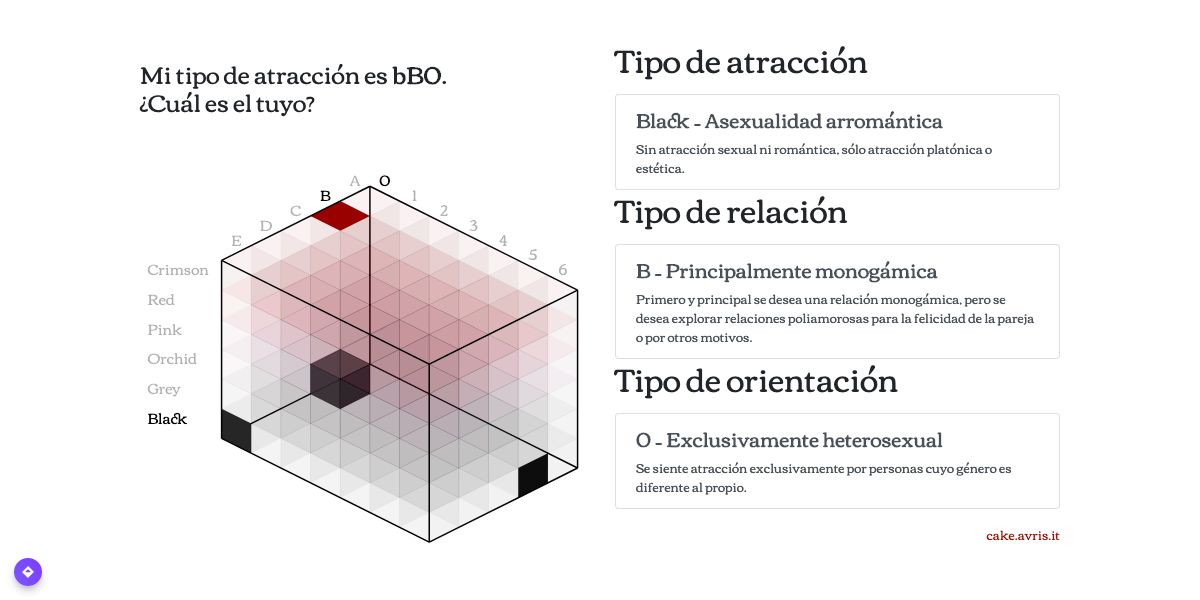 Mi tipo de atracción es bBO.
¿Cuál es el tuyo?
A
O
B
1
C
2
D
3
E
4
5
6
Crimson
Red
Pink
Orchid
Grey
Black
Tipo de atracción
Black - Asexualidad arromántica
Sin atracción sexual ni romántica, sólo atracción platónica o
estética.
Tipo de relación
B - Principalmente monogámica
Primero y principal se desea una relación monogámica, pero se
desea explorar relaciones poliamorosas para la felicidad de la pareja
o por otros motivos.
Tipo de orientación
O - Exclusivamente heterosexual
Se siente atracción exclusivamente por personas cuyo género es
diferente al propio.
cake.avris.it